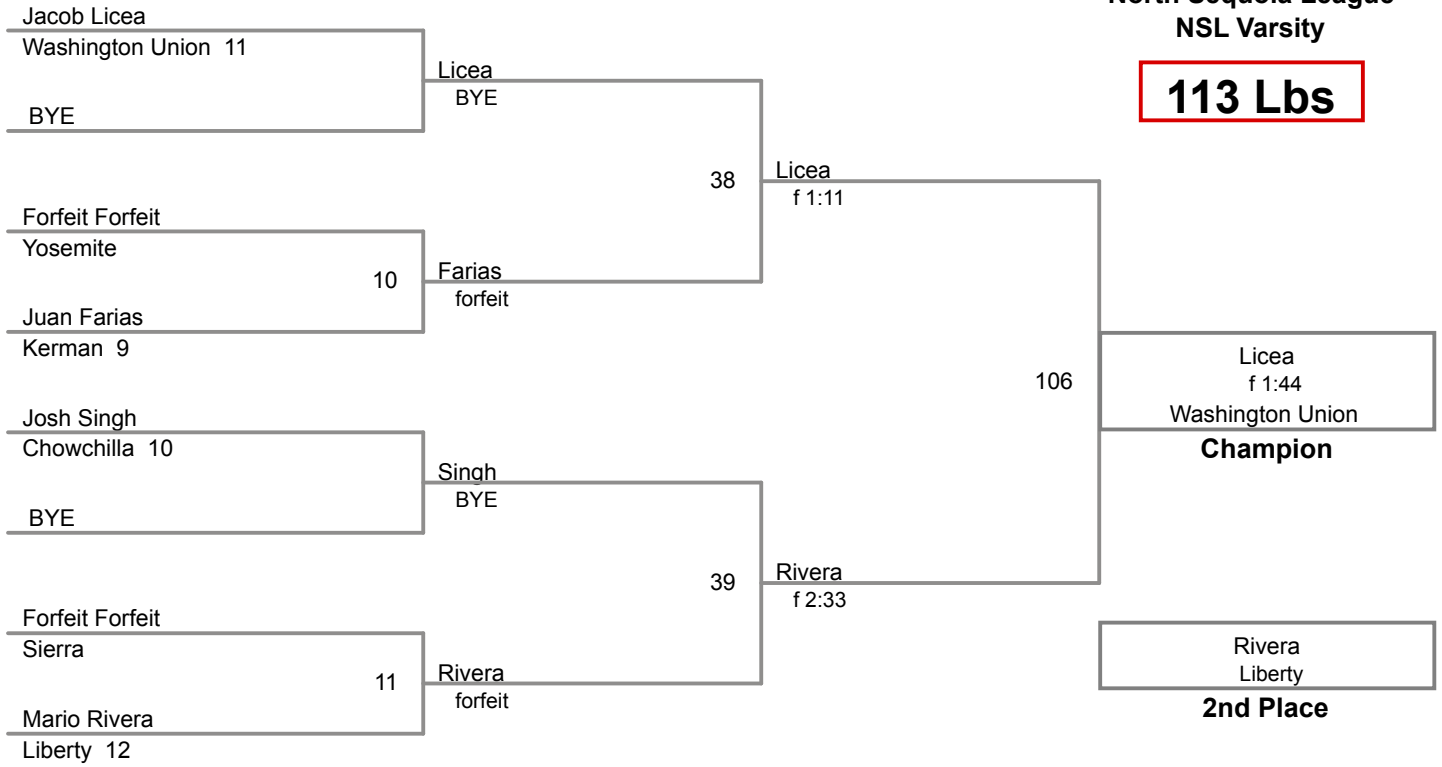 North Sequoia League
NSL Varsity
113 Lbs
Jacob Licea
Washington Union 11
BYE
Licea
BYE
Forfeit Forfeit
Yosemite
10
Juan Farias
Kerman 9
Farias
forfeit
38
Licea
f 1:11
Josh Singh
Chowchilla 10
BYE
Singh
BYE
Forfeit Forfeit
Sierra
11
Mario Rivera
Liberty 12
Rivera
forfeit
39
Rivera
f 2:33
106
Licea
f 1:44
Washington Union
Champion
Rivera
Liberty
2nd Place